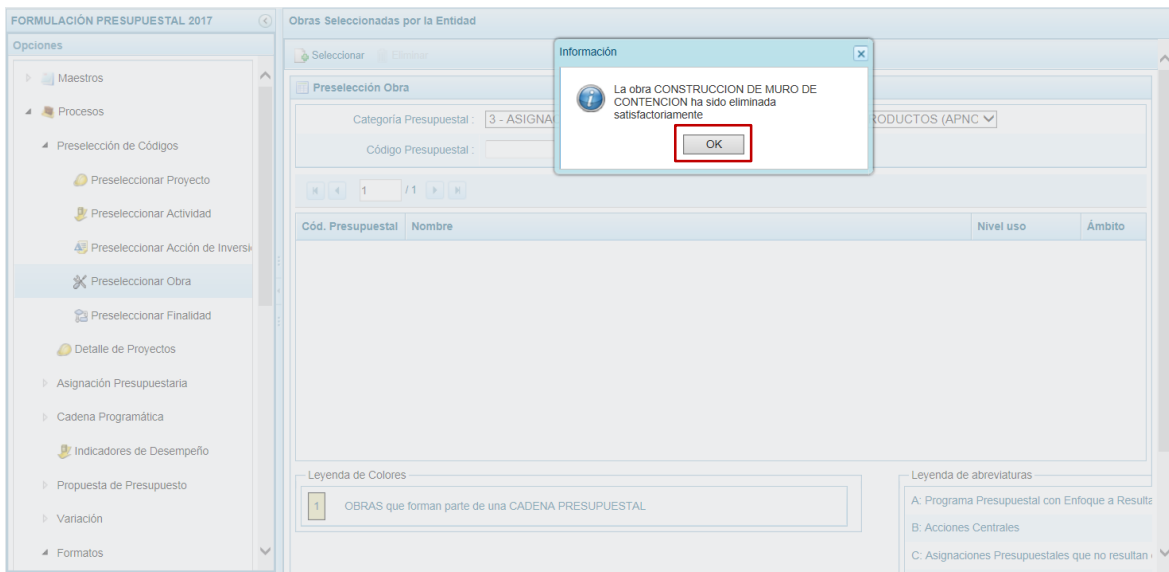 FORMULACIÓN PRESUPUESTAL 2017
Opciones
Maestros
Procesos
Preselección de Códigos
Preseleccionar Proyecto
Preseleccionar Actividad
Preseleccionar Acción de Inversi
Preseleccionar Obra
Preseleccionar Finalidad
Detalle de Proyectos
Asignación Presupuestaria
Cadena Programática
Indicadores de Desempeño
Propuesta de Presupuesto
Variación
Formatos
Obras Seleccionadas por la Entidad
Seleccionar Eliminar
Preselección Obra
Categoría Presupuestal : 3 - ASIGNA RODUCTOS (APNC
Código Presupuestal :
1 / 1
Cód. Presupuestal Nombre Nivel uso Ámbito
Información
La obra CONSTRUCCION DE MURO DE
CONTENCION ha sido eliminada
satisfactoriamente
OK
Leyenda de Colores
1 OBRAS que forman parte de una CADENA PRESUPUESTAL
Leyenda de abreviaturas
A: Programa Presupuestal con Enfoque a Resulta
B: Acciones Centrales
C: Asignaciones Presupuestales que no resultan